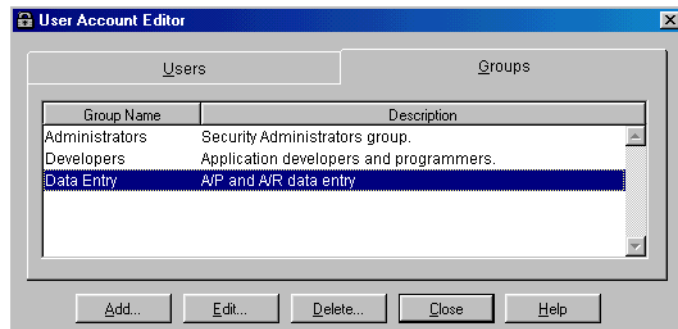 User Account Editor
Users Groups
Group Name Description
Administrators Security Administrators group.
Developers Application developers and programmers.
Data Entry A/P and A/R data entry
Add... Edit... Delete... Close Help